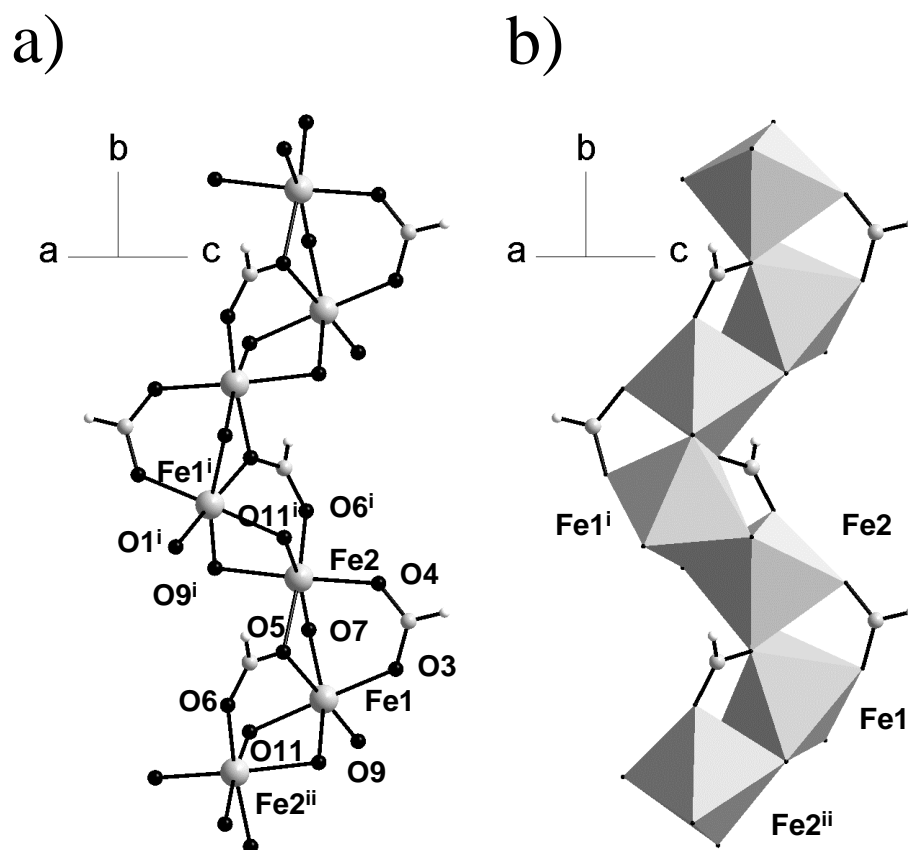 a) b)
b b
a c a c
Fe1ⁱ O6ⁱ
O11ⁱ
O1ⁱ Fe2
O9ⁱ O4
O5 O7
O3
O6 Fe1
O11 O9
Fe2ⁱⁱ
Fe1ⁱ Fe2
Fe1
Fe2ⁱⁱ